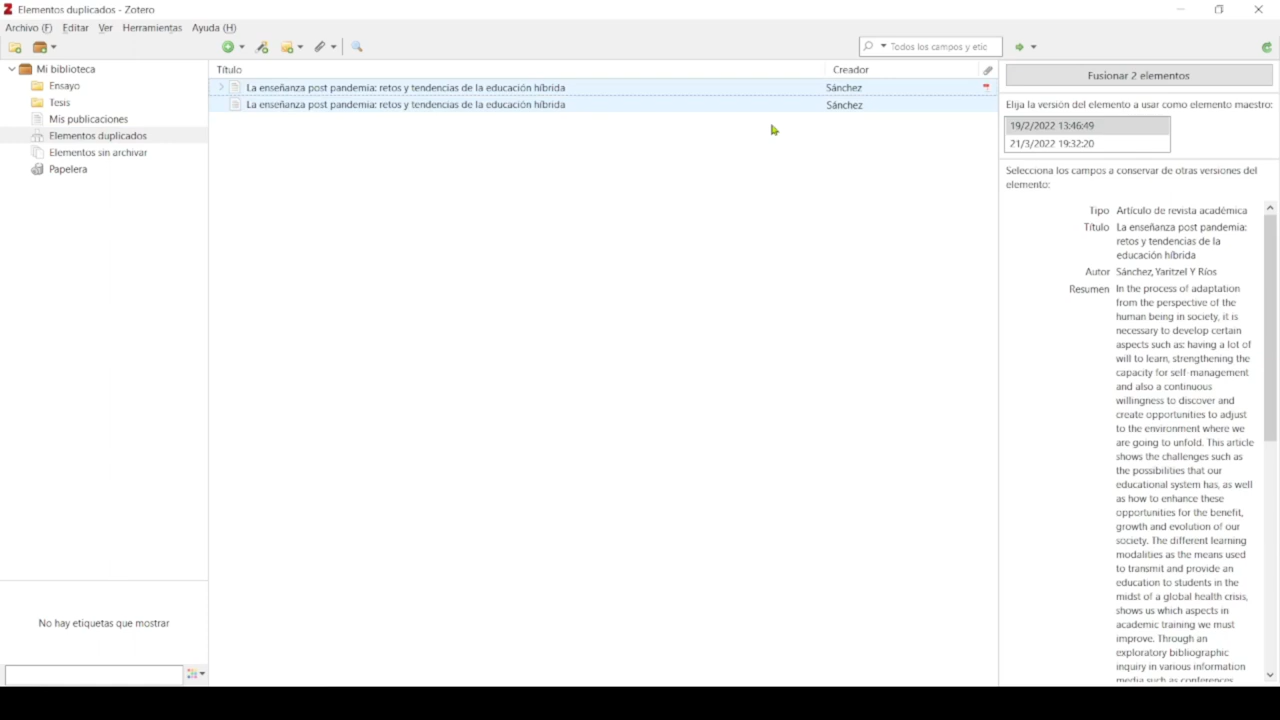 Elementos duplicados - Zotero
Archivo (F) Editar Ver Herramientas Ayuda (H)
Todos los campos y etic
Mi biblioteca
Ensayo
Tesis
Mis publicaciones
Elementos duplicados
Elementos sin archivar
Papelera
No hay etiquetas que mostrar
Título Creador
La enseñanza post pandemia: retos y tendencias de la educación híbrida Sánchez
La enseñanza post pandemia: retos y tendencias de la educación híbrida Sánchez
Fusionar 2 elementos
Elija la versión del elemento a usar como elemento maestro:
19/2/2022 13:46:49
21/3/2022 19:32:20
Selecciona los campos a conservar de otras versiones del
elemento:
Tipo Artículo de revista académica
Título La enseñanza post pandemia:
retos y tendencias de la
educación híbrida
Autor Sánchez, Yaritzel Y Ríos
Resumen In the process of adaptation
from the perspective of the
human being in society, it is
necessary to develop certain
aspects such as: having a lot of
will to learn, strengthening the
capacity for self-management
and also a continuous
willingness to discover and
create opportunities to adjust
to the environment where we
are going to unfold. This article
shows the challenges such as
the possibilities that our
educational system has, as well
as how to enhance these
opportunities for the benefit,
growth and evolution of our
society. The different learning
modalities as the means used
to transmit and provide an
education to students in the
midst of a global health crisis,
shows us which aspects in
academic training we must
improve. Through an
exploratory bibliographic
inquiry in various information
media such as conferences,